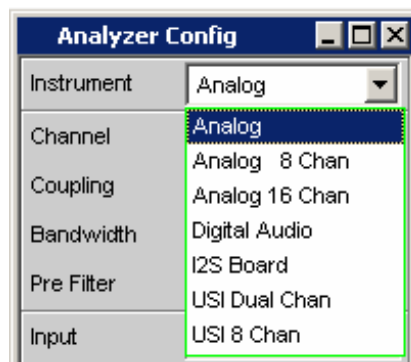 Analyzer Config
Instrument Analog
Channel Analog
Analog 8 Chan
Coupling Analog 16 Chan
Bandwidth Digital Audio
I2S Board
Pre Filter USI Dual Chan
Input USI 8 Chan